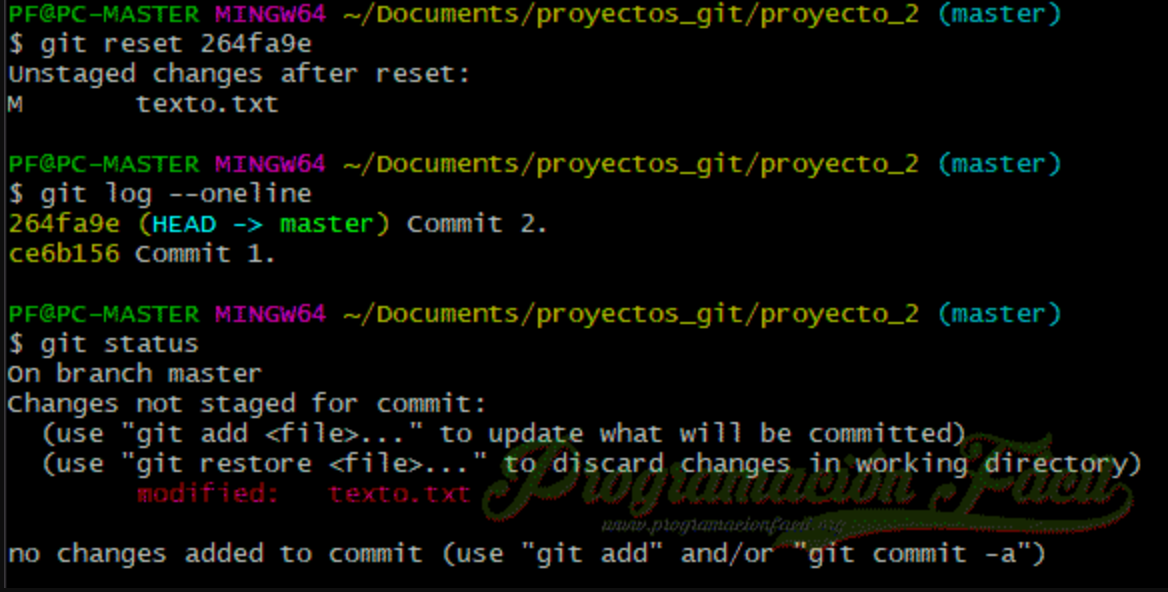 PF@PC-MASTER MINGW64 ~/Documents/proyectos_git/proyecto_2 (master)
$ git reset 264fa9e
Unstaged changes after reset:
M       texto.txt

PF@PC-MASTER MINGW64 ~/Documents/proyectos_git/proyecto_2 (master)
$ git log --oneline
264fa9e (HEAD -> master) Commit 2.
ce6b156 Commit 1.

PF@PC-MASTER MINGW64 ~/Documents/proyectos_git/proyecto_2 (master)
$ git status
On branch master
Changes not staged for commit:
  (use "git add <file>..." to update what will be committed)
  (use "git restore <file>..." to discard changes in working directory)
        modified:   texto.txt
Programación Fácil
www.programacionfacil.org

no changes added to commit (use "git add" and/or "git commit -a")